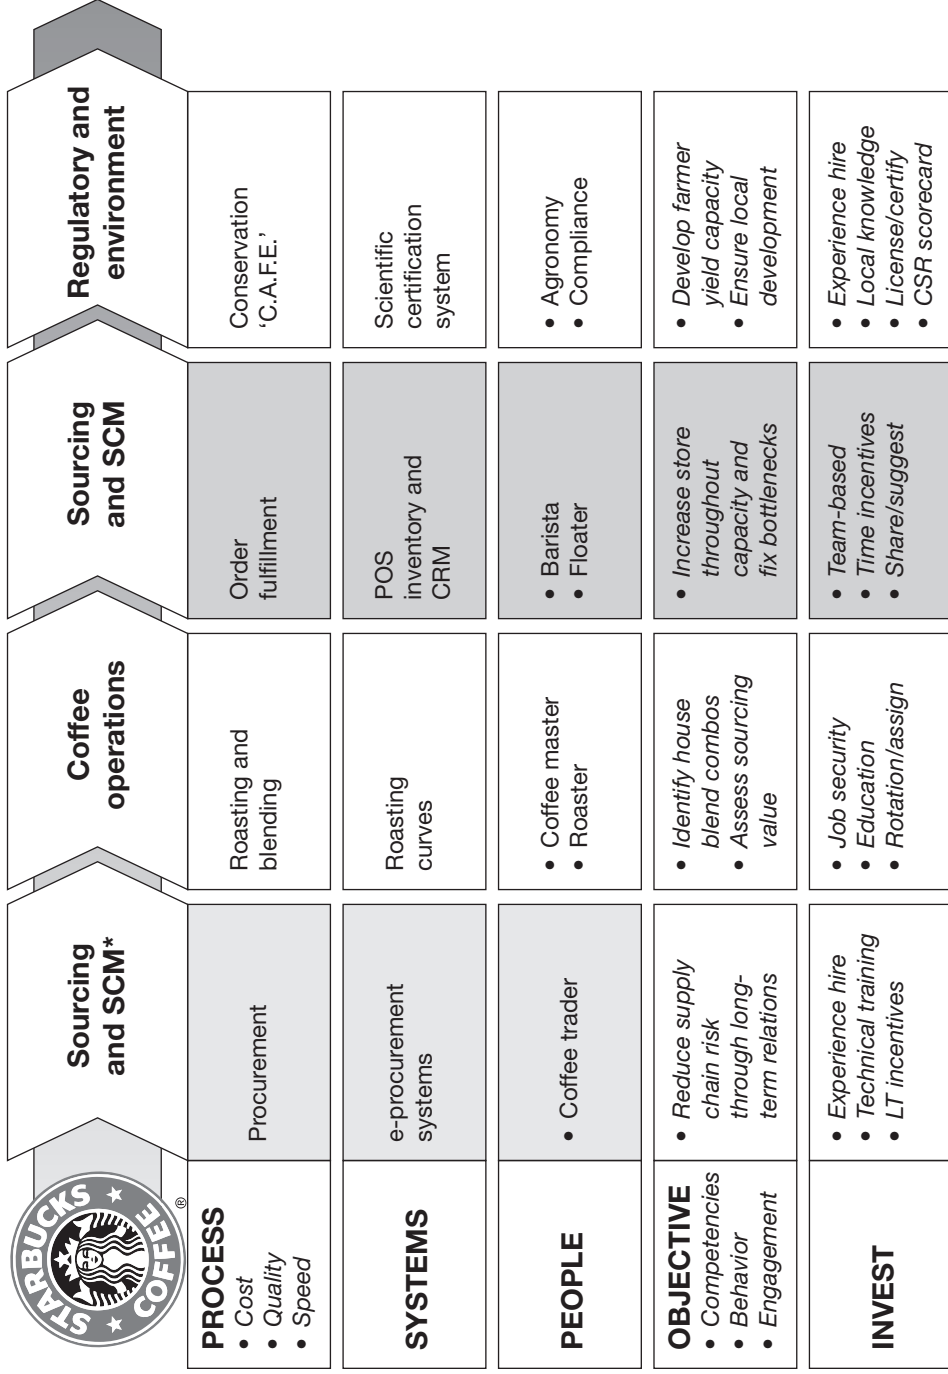 STARBUCKS
COFFEE
®
Sourcing
and SCM*
Coffee
operations
Sourcing
and SCM
Regulatory and
environment
PROCESS
• Cost
• Quality
• Speed
Procurement
Roasting and
blending
Order
fulfillment
Conservation
‘C.A.F.E.’
SYSTEMS
e-procurement
systems
Roasting
curves
POS
inventory and
CRM
Scientific
certification
system
PEOPLE
• Coffee trader
• Coffee master
• Roaster
• Barista
• Floater
• Agronomy
• Compliance
OBJECTIVE
• Competencies
• Behavior
• Engagement
• Reduce supply
chain risk
through long-
term relations
• Identify house
blend combos
• Assess sourcing
value
• Increase store
throughout
capacity and
fix bottlenecks
• Develop farmer
yield capacity
• Ensure local
development
INVEST
• Experience hire
• Technical training
• LT incentives
• Job security
• Education
• Rotation/assign
• Team-based
• Time incentives
• Share/suggest
• Experience hire
• Local knowledge
• License/certify
• CSR scorecard